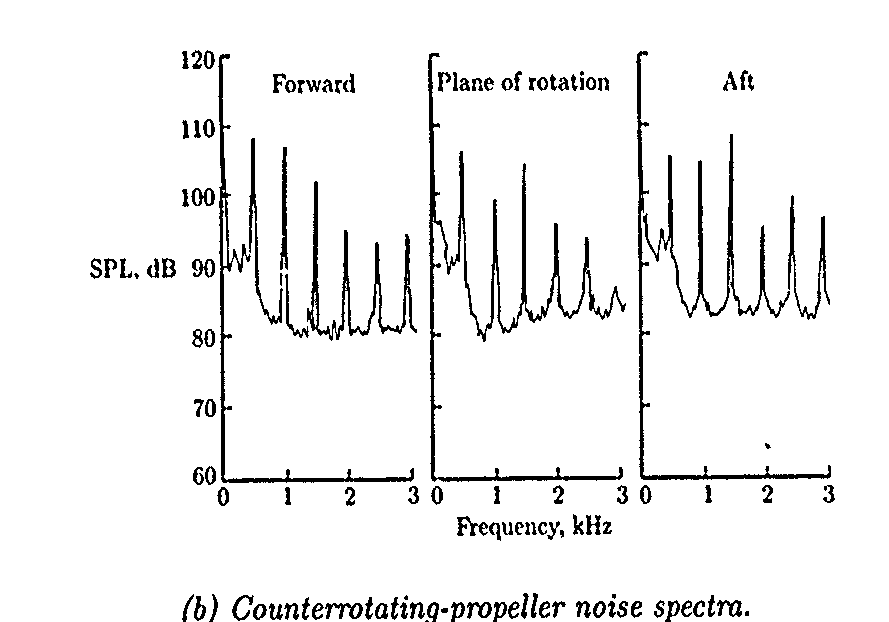 120
Forward
Plane of rotation
Aft
110
100
SPL, dB
90
80
70
60
0 1 2 3 0 1 2 3 0 1 2 3
Frequency, kHz
(b) Counterrotating-propeller noise spectra.